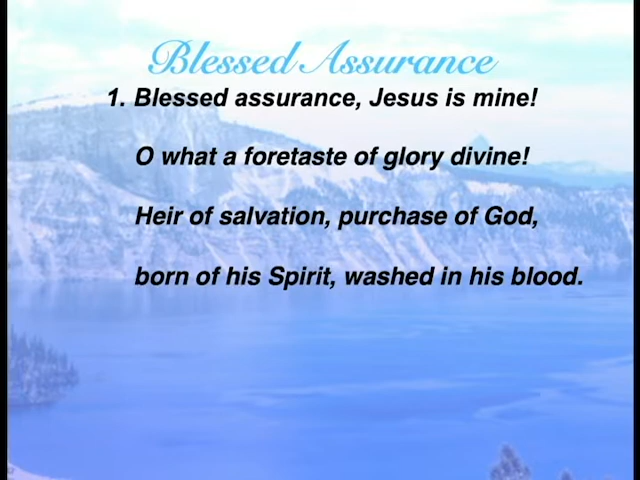 Blessed Assurance
1. Blessed assurance, Jesus is mine!
O what a foretaste of glory divine!
Heir of salvation, purchase of God,
born of his Spirit, washed in his blood.